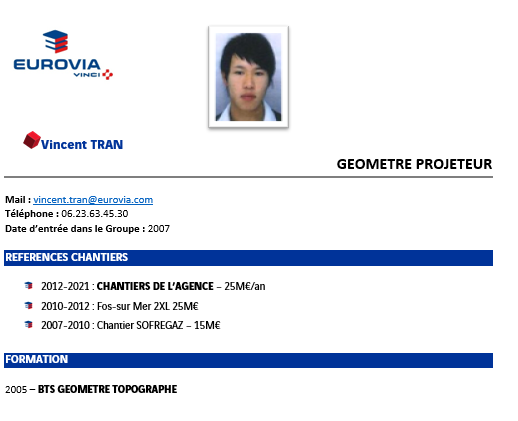 EUROVIA
VINCI
Vincent TRAN
GEOMETRE PROJETEUR
Mail : vincent.tran@eurovia.com
Téléphone : 06.23.63.45.30
Date d’entrée dans le Groupe : 2007
REFERENCES CHANTIERS
2012-2021 : CHANTIERS DE L’AGENCE – 25M€/an
2010-2012 : Fos-sur Mer 2XL 25M€
2007-2010 : Chantier SOFREGAZ – 15M€
FORMATION
2005 – BTS GEOMETRE TOPOGRAPHE